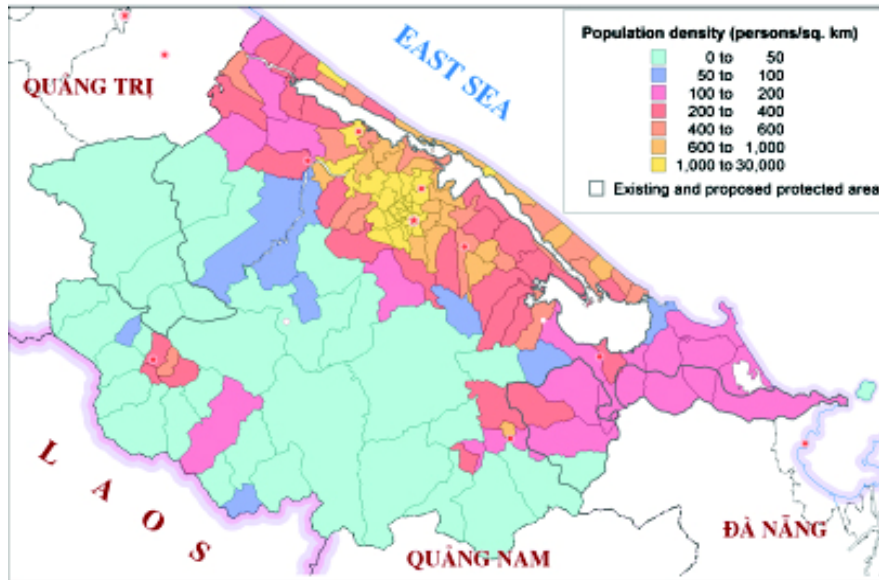 Population density (persons/sq. km)
0 to 50
50 to 100
100 to 200
200 to 400
400 to 600
600 to 1,000
1,000 to 30,000
Existing and proposed protected area
EAST SEA
QUẢNG TRỊ
LAOS
QUẢNG NAM
ĐÀ NẴNG